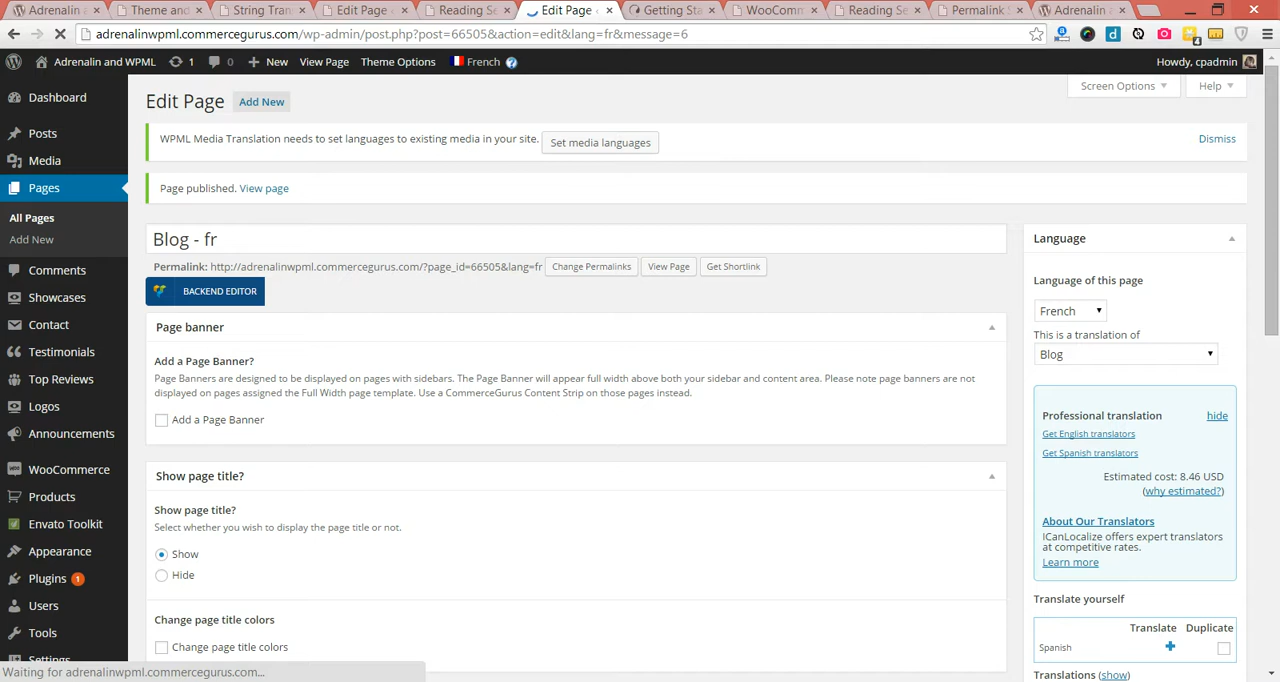 Adrenalin ×
Theme and ×
String Trans ×
Edit Page ‹ ×
Reading Se ×
Edit Page ‹ ×
Getting Sta ×
WooComm ×
Reading Se ×
Permalink S ×
Adrenalin a ×
adrenalinwpml.commercegurus.com/wp-admin/post.php?post=66505&action=edit&lang=fr&message=6
Adrenalin and WPML 1 0 New View Page Theme Options French Howdy, cpadmin
Screen Options Help
Edit Page Add New
WPML Media Translation needs to set languages to existing media in your site. Set media languages Dismiss
Page published. View page
Dashboard
Posts
Media
Pages
All Pages
Add New
Comments
Showcases
Contact
Testimonials
Top Reviews
Logos
Announcements
WooCommerce
Products
Envato Toolkit
Appearance
Plugins 1
Users
Tools
Settings
Blog - fr
Permalink: http://adrenalinwpml.commercegurus.com/?page_id=66505&lang=fr Change Permalinks View Page Get Shortlink
BACKEND EDITOR
Page banner
Add a Page Banner?
Page Banners are designed to be displayed on pages with sidebars. The Page Banner will appear full width above both your sidebar and content area. Please note page banners are not
displayed on pages assigned the Full Width page template. Use a CommerceGurus Content Strip on those pages instead.
Add a Page Banner
Show page title?
Show page title?
Select whether you wish to display the page title or not.
Show
Hide
Change page title colors
Change page title colors
Language
Language of this page
French
This is a translation of
Blog
Professional translation hide
Get English translators
Get Spanish translators
Estimated cost: 8.46 USD
(why estimated?)
About Our Translators
ICanLocalize offers expert translators
at competitive rates.
Learn more
Translate yourself
Translate Duplicate
Spanish
Translations (show)
Waiting for adrenalinwpml.commercegurus.com...